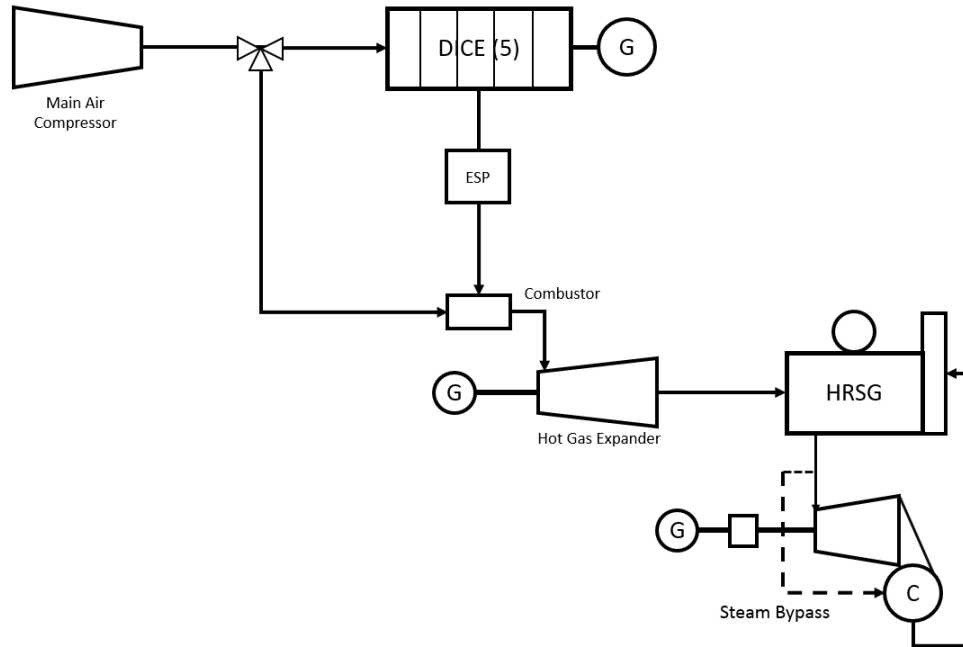 Main Air
Compressor
DICE (5)
G
ESP
Combustor
G
Hot Gas Expander
HRSG
G
C
Steam Bypass